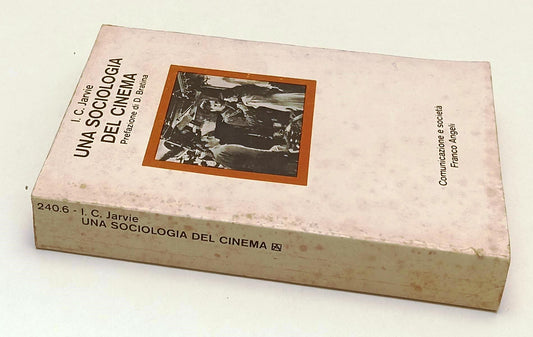 I. C. Jarvie
UNA SOCIOLOGIA
DEL CINEMA
Prefazione di D. Bratina
Comunicazione e società
Franco Angeli
240.6 - I. C. Jarvie
UNA SOCIOLOGIA DEL CINEMA